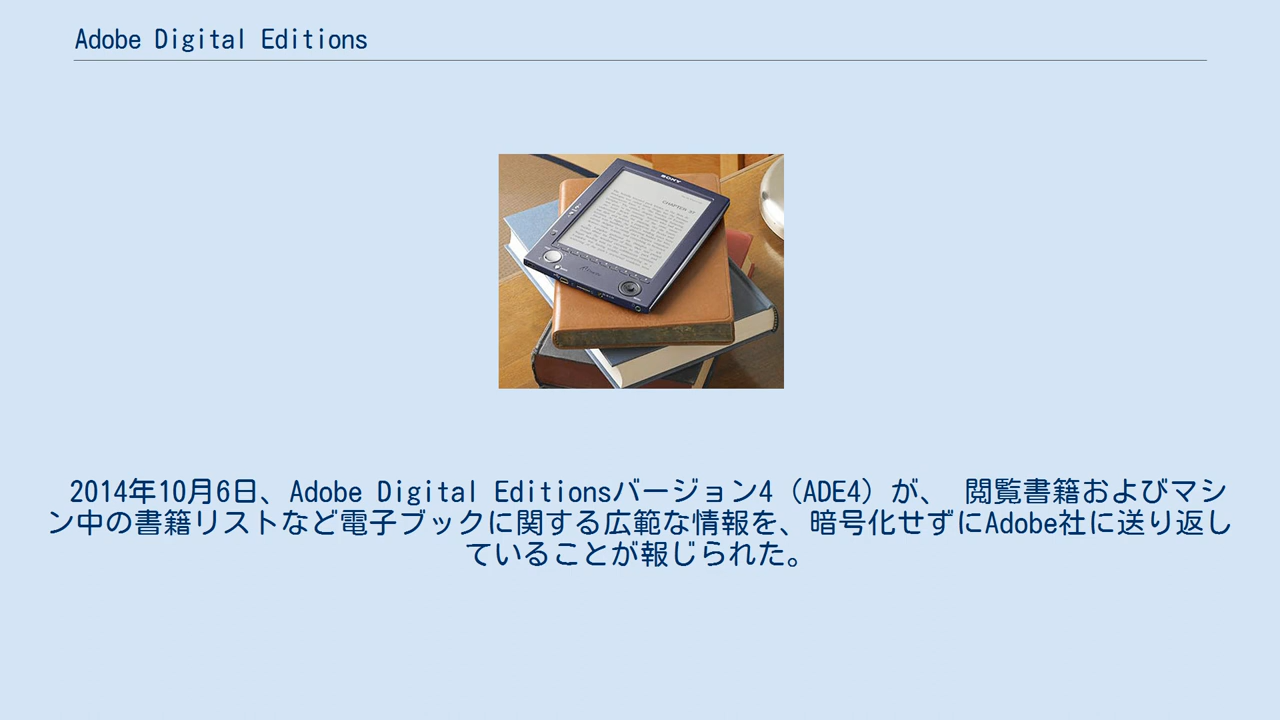 Adobe Digital Editions
SONY
CHAPTER
2014年10月6日、Adobe Digital Editionsバージョン4（ADE4）が、 閲覧書籍およびマシ
ン中の書籍リストなど電子ブックに関する広範な情報を、暗号化せずにAdobe社に送り返し
ていることが報じられた。